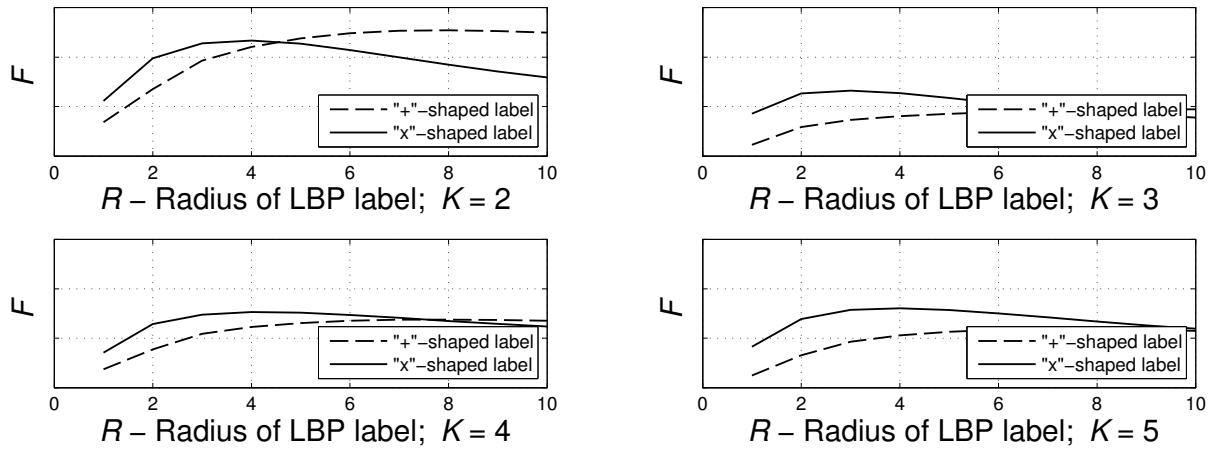 F
"+"−shaped label
"x"−shaped label
0 2 4 6 8 10
R − Radius of LBP label; K = 2
F
"+"−shaped label
"x"−shaped label
0 2 4 6 8 10
R − Radius of LBP label; K = 3
F
"+"−shaped label
"x"−shaped label
0 2 4 6 8 10
R − Radius of LBP label; K = 4
F
"+"−shaped label
"x"−shaped label
0 2 4 6 8 10
R − Radius of LBP label; K = 5